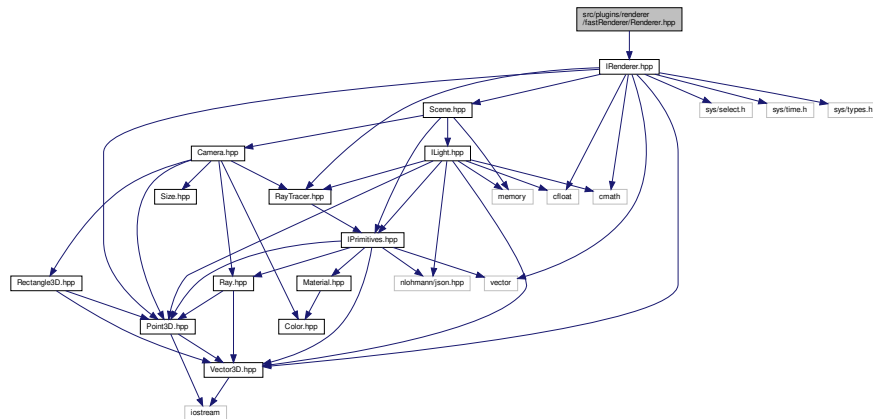 src/plugins/renderer
/fastRenderer/Renderer.hpp
IRenderer.hpp
Scene.hpp
sys/select.h
sys/time.h
sys/types.h
Camera.hpp
ILight.hpp
Size.hpp
RayTracer.hpp
memory
cfloat
cmath
IPrimitives.hpp
Rectangle3D.hpp
Ray.hpp
Material.hpp
nlohmann/json.hpp
vector
Point3D.hpp
Color.hpp
Vector3D.hpp
iostream